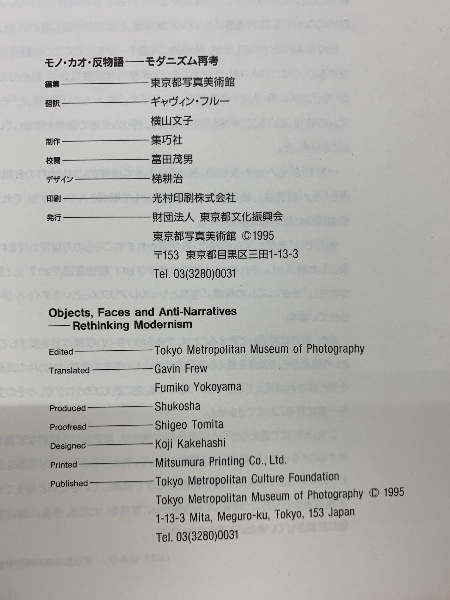 モノ・カオ・反物語──モダニズム再考
編集────────東京都写真美術館
翻訳────────ギャヴィン・フルー
横山文子
制作────────集巧社
校閲────────富田茂男
デザイン──────梯耕治
印刷────────光村印刷株式会社
発行────────財団法人 東京都文化振興会
東京都写真美術館 ©1995
〒153 東京都目黒区三田1-13-3
Tel. 03(3280)0031
Objects, Faces and Anti-Narratives
──Rethinking Modernism
Edited────────Tokyo Metropolitan Museum of Photography
Translated──────Gavin Frew
Fumiko Yokoyama
Produced──────Shukosha
Proofread──────Shigeo Tomita
Designed──────Koji Kakehashi
Printed───────Mitsumura Printing Co., Ltd.
Published──────Tokyo Metropolitan Culture Foundation
Tokyo Metropolitan Museum of Photography © 1995
1-13-3 Mita, Meguro-ku, Tokyo, 153 Japan
Tel. 03(3280)0031